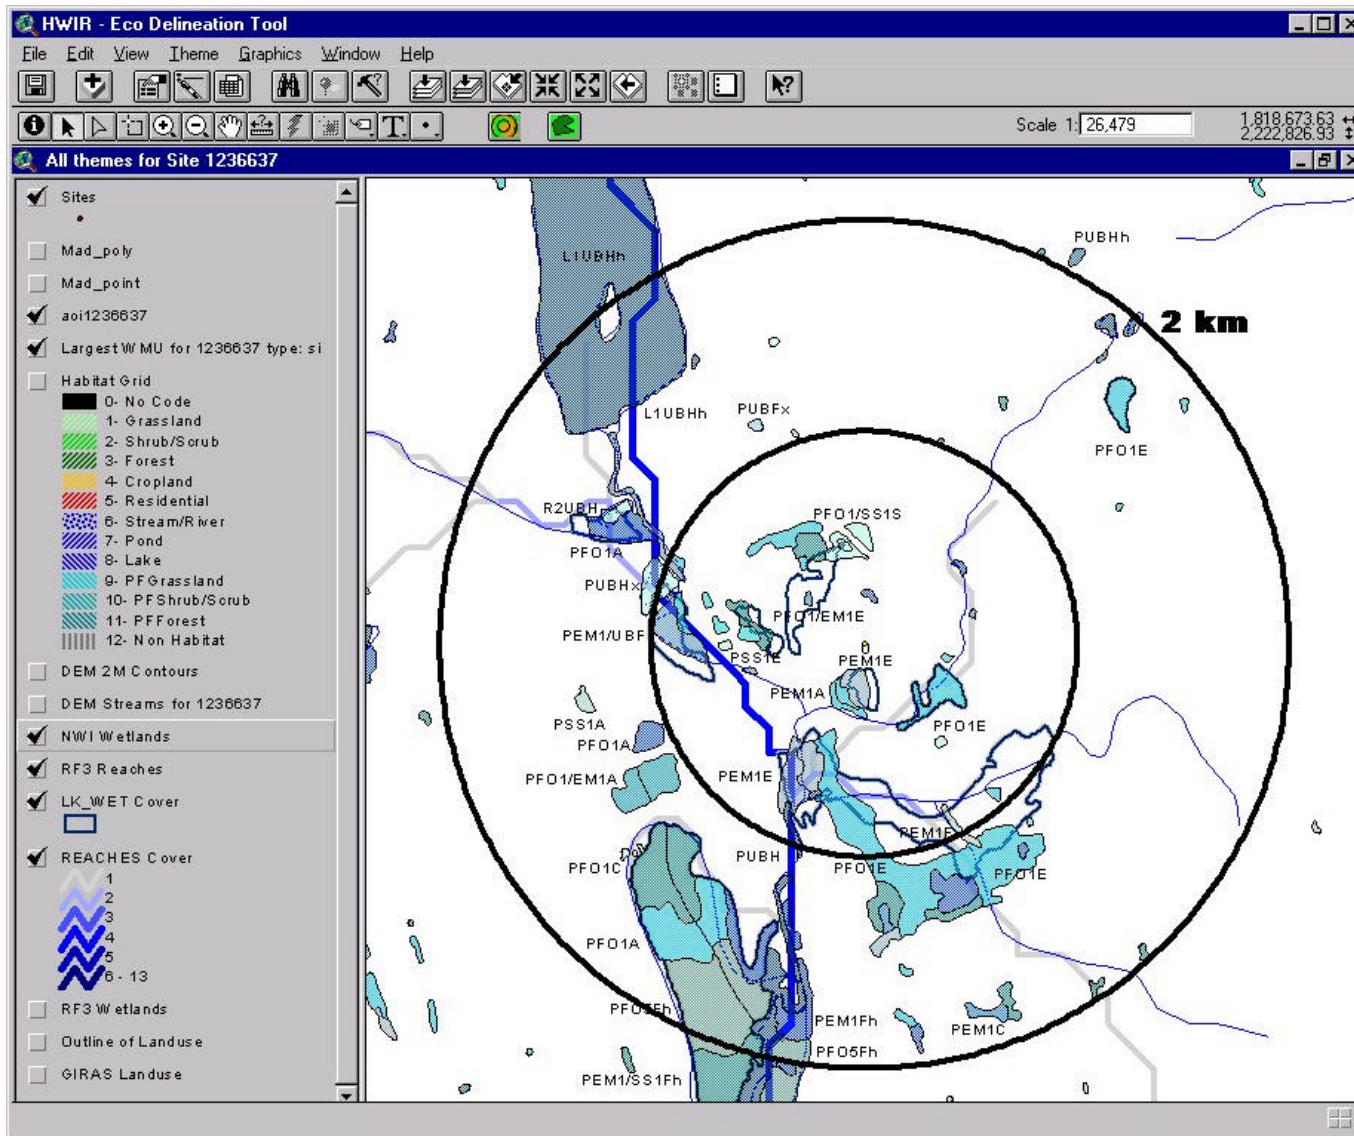 HWIR - Eco Delineation Tool
File Edit View Theme Graphics Window Help
Scale 1: 26,479
1,818,673.63
2,222,826.93
All themes for Site 1236637
Sites
Mad_poly
Mad_point
aoi1236637
Largest WMU for 1236637 type: si
Habitat Grid
0- No Code
1- Grassland
2- Shrub/Scrub
3- Forest
4- Cropland
5- Residential
6- Stream/River
7- Pond
8- Lake
9- PFGrassland
10- PFShrub/Scrub
11- PFForest
12- Non Habitat
DEM 2M Contours
DEM Streams for 1236637
NWI Wetlands
RF3 Reaches
LK_WET Cover
REACHES Cover
1
2
3
4
5
6 - 13
RF3 Wetlands
Outline of Landuse
GIRAS Landuse
PUBHh
L1UBHh
2 km
L1UBHh
PUBFx
PFO1E
R2UBH
PFO1/SS1S
PFO1A
PUBHx
PFO1/EM1E
PEM1/UBF
PSS1E
PEM1E
PEM1A
PSS1A
PFO1E
PFO1A
PFO1/EM1A
PEM1E
PEM1F
PUBH
PFO1C
PFO1E
PFO1E
PFO1A
PFO5Fh
PEM1Fh
PEM1C
PFO5Fh
PEM1/SS1Fh